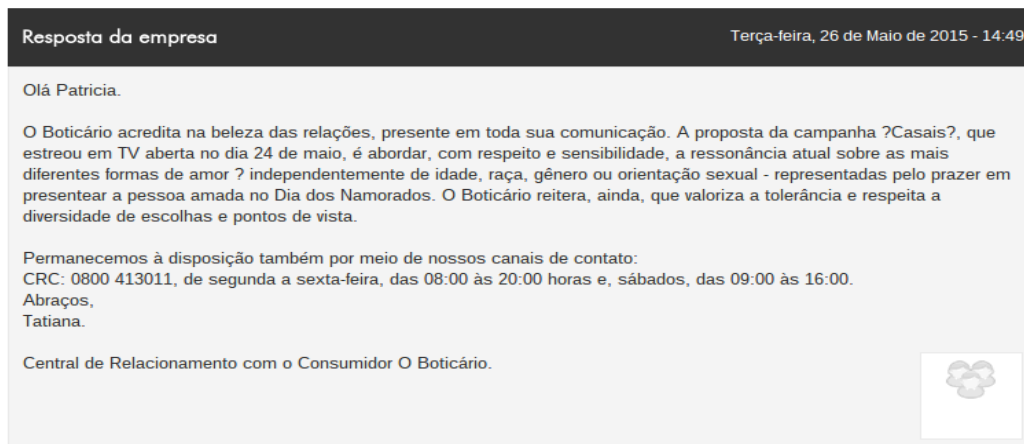 Resposta da empresa
Terça-feira, 26 de Maio de 2015 - 14:49
Olá Patricia.
O Boticário acredita na beleza das relações, presente em toda sua comunicação. A proposta da campanha ?Casais?, que
estreou em TV aberta no dia 24 de maio, é abordar, com respeito e sensibilidade, a ressonância atual sobre as mais
diferentes formas de amor ? independentemente de idade, raça, gênero ou orientação sexual - representadas pelo prazer em
presentear a pessoa amada no Dia dos Namorados. O Boticário reitera, ainda, que valoriza a tolerância e respeita a
diversidade de escolhas e pontos de vista.
Permanecemos à disposição também por meio de nossos canais de contato:
CRC: 0800 413011, de segunda a sexta-feira, das 08:00 às 20:00 horas e, sábados, das 09:00 às 16:00.
Abraços,
Tatiana.
Central de Relacionamento com o Consumidor O Boticário.